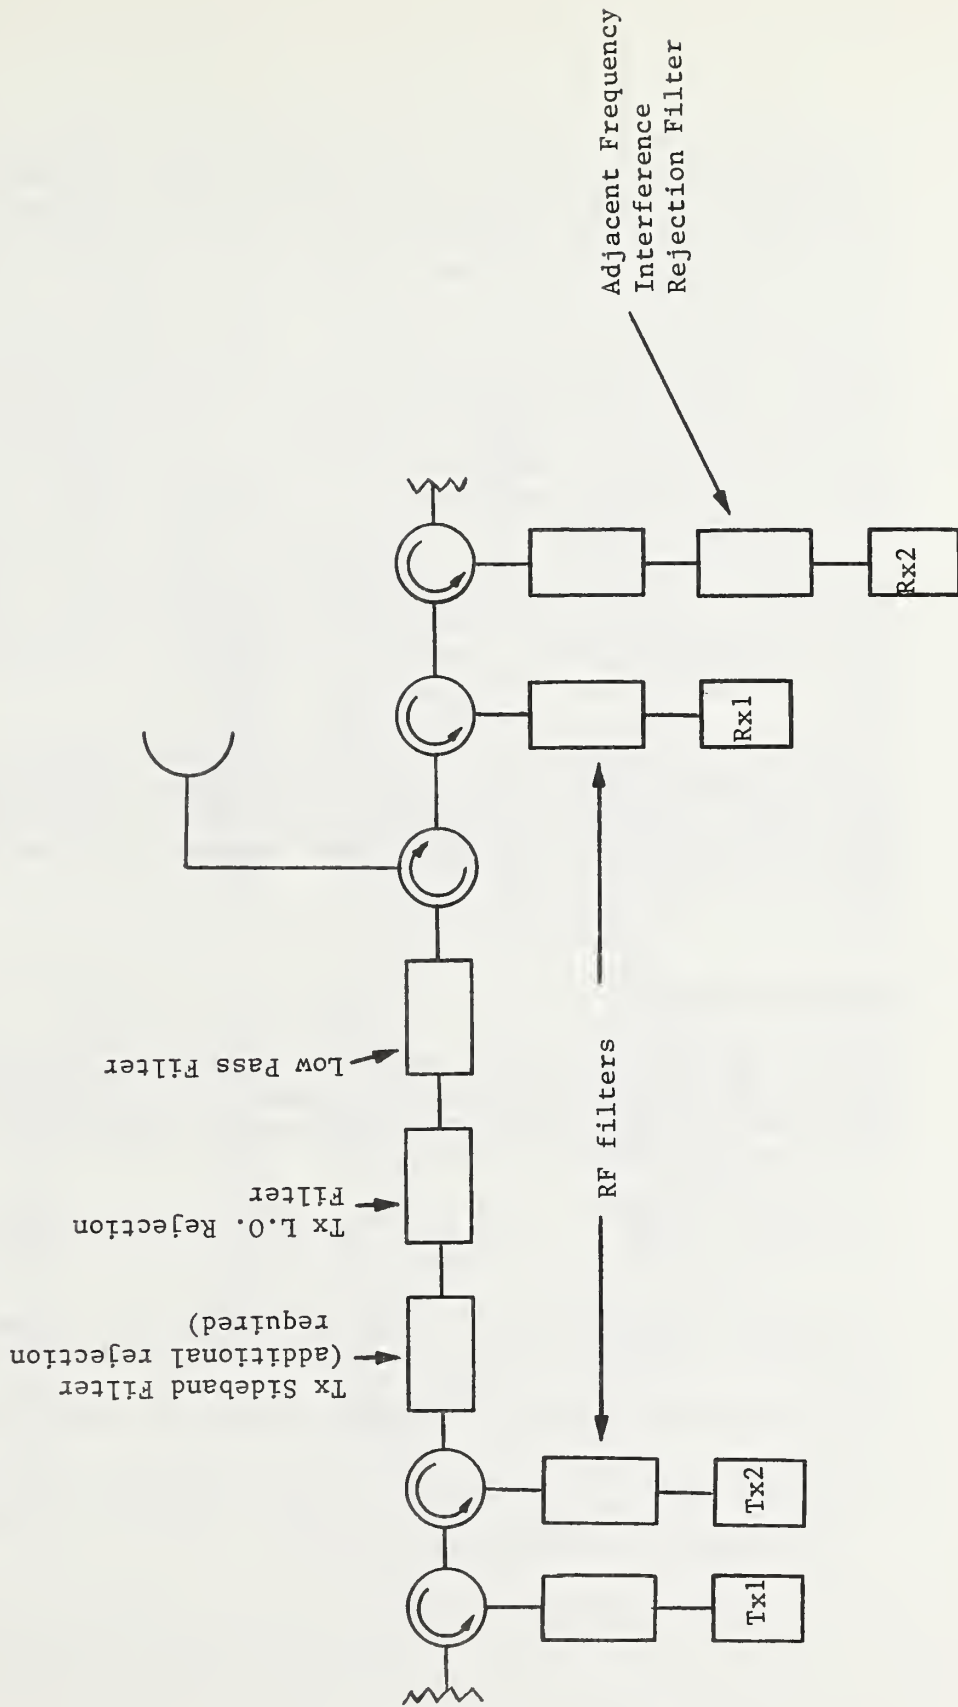 Adjacent Frequency
Interference
Rejection Filter
Rx2
Rx1
Low Pass Filter
Tx L.O. Rejection
Filter
RF filters
Tx Sideband Filter
(additional rejection
required)
Tx2
Tx1